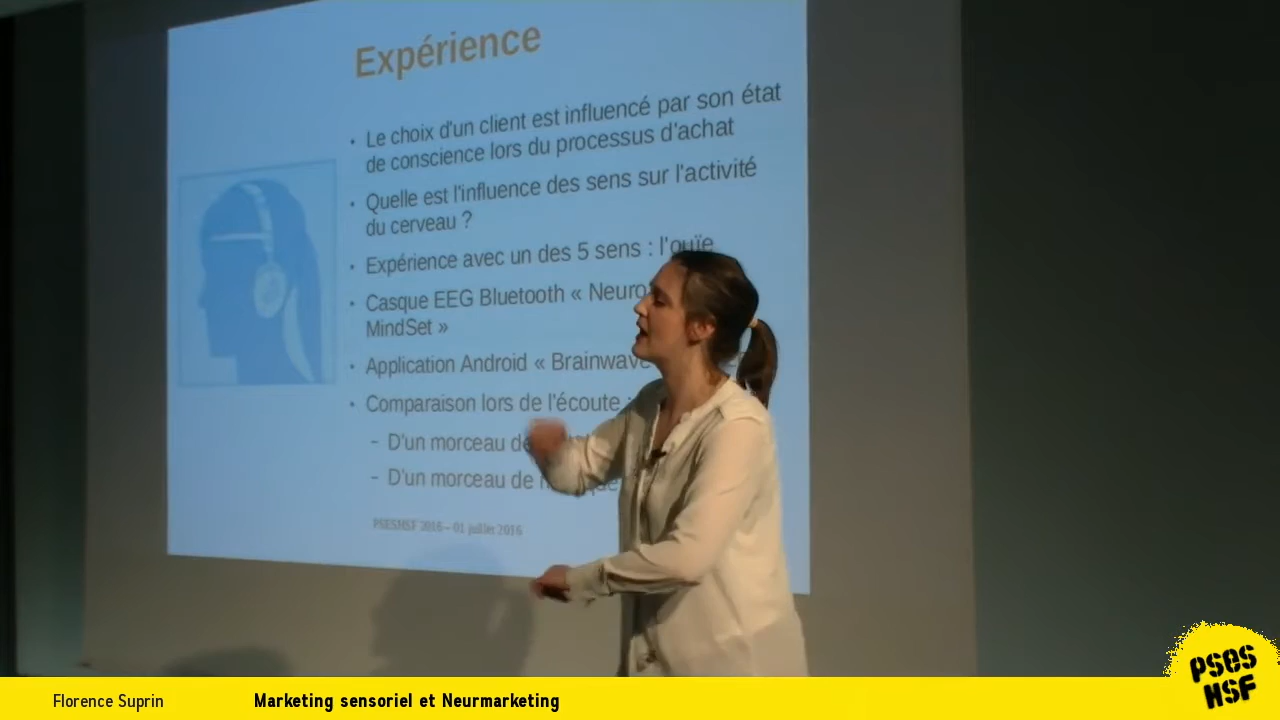 Expérience
• Le choix d'un client est influencé par son état
de conscience lors du processus d'achat
• Quelle est l'influence des sens sur l'activité
du cerveau ?
• Expérience avec un des 5 sens : l'ouïe
• Casque EEG Bluetooth « Neuro
MindSet »
• Application Android « Brainwave
• Comparaison lors de l'écoute :
– D'un morceau de
– D'un morceau de
PSESHSF 2016 – 01 juillet 2016
Florence Suprin
Marketing sensoriel et Neurmarketing
PSES
HSF